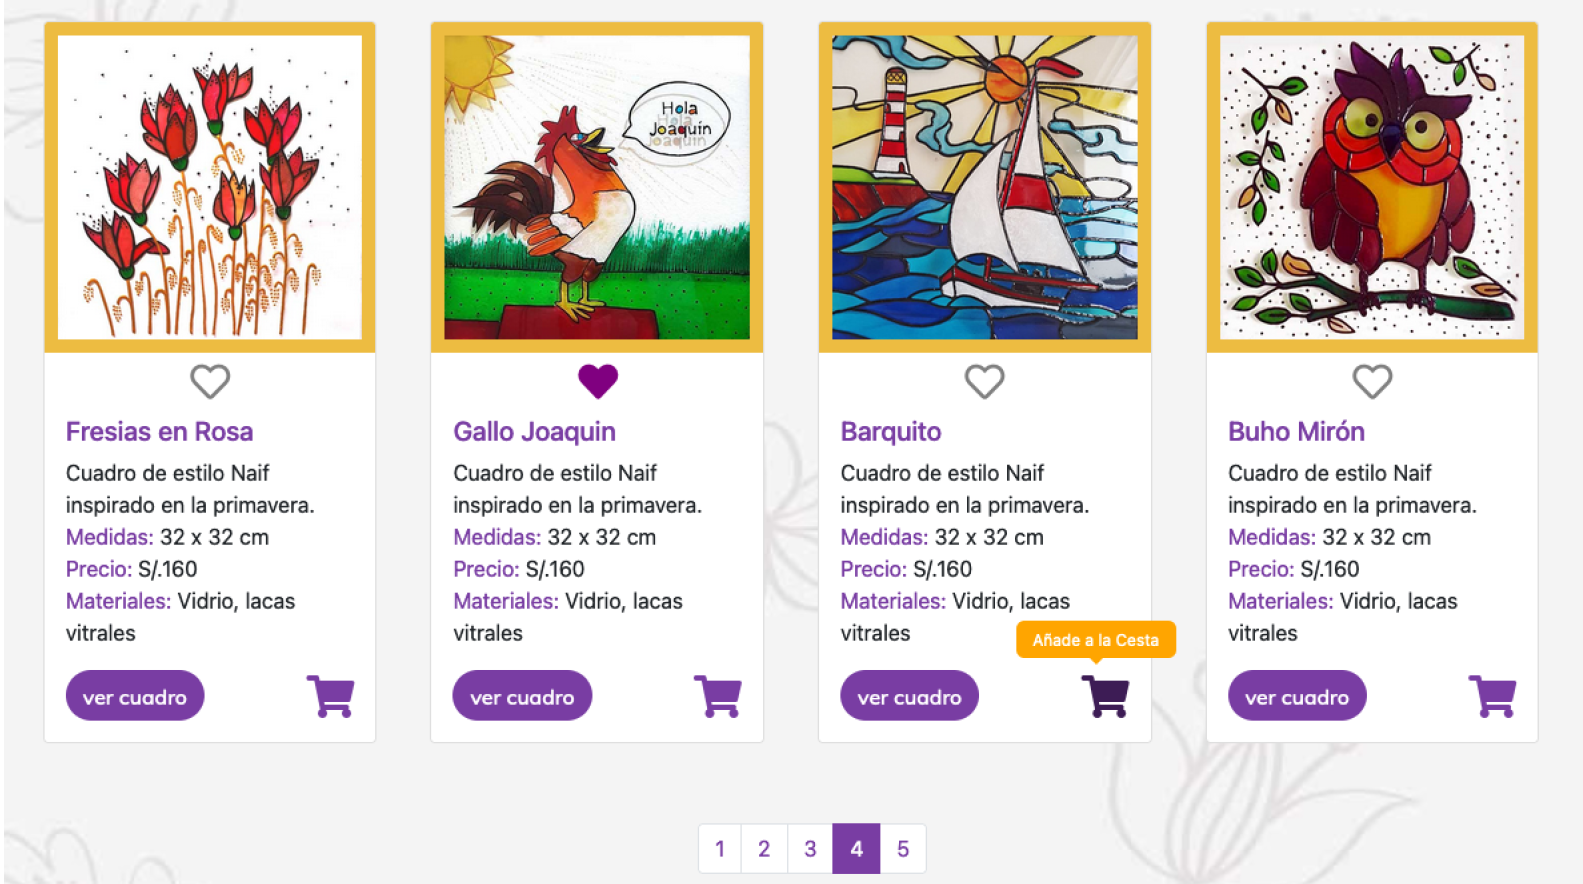 Hola
Joaquín
Fresias en Rosa
Cuadro de estilo Naif
inspirado en la primavera.
Medidas: 32 x 32 cm
Precio: S/.160
Materiales: Vidrio, lacas
vitrales
ver cuadro
Gallo Joaquin
Cuadro de estilo Naif
inspirado en la primavera.
Medidas: 32 x 32 cm
Precio: S/.160
Materiales: Vidrio, lacas
vitrales
ver cuadro
Barquito
Cuadro de estilo Naif
inspirado en la primavera.
Medidas: 32 x 32 cm
Precio: S/.160
Materiales: Vidrio, lacas
vitrales
Añade a la Cesta
ver cuadro
Buho Mirón
Cuadro de estilo Naif
inspirado en la primavera.
Medidas: 32 x 32 cm
Precio: S/.160
Materiales: Vidrio, lacas
vitrales
ver cuadro
1 2 3 4 5